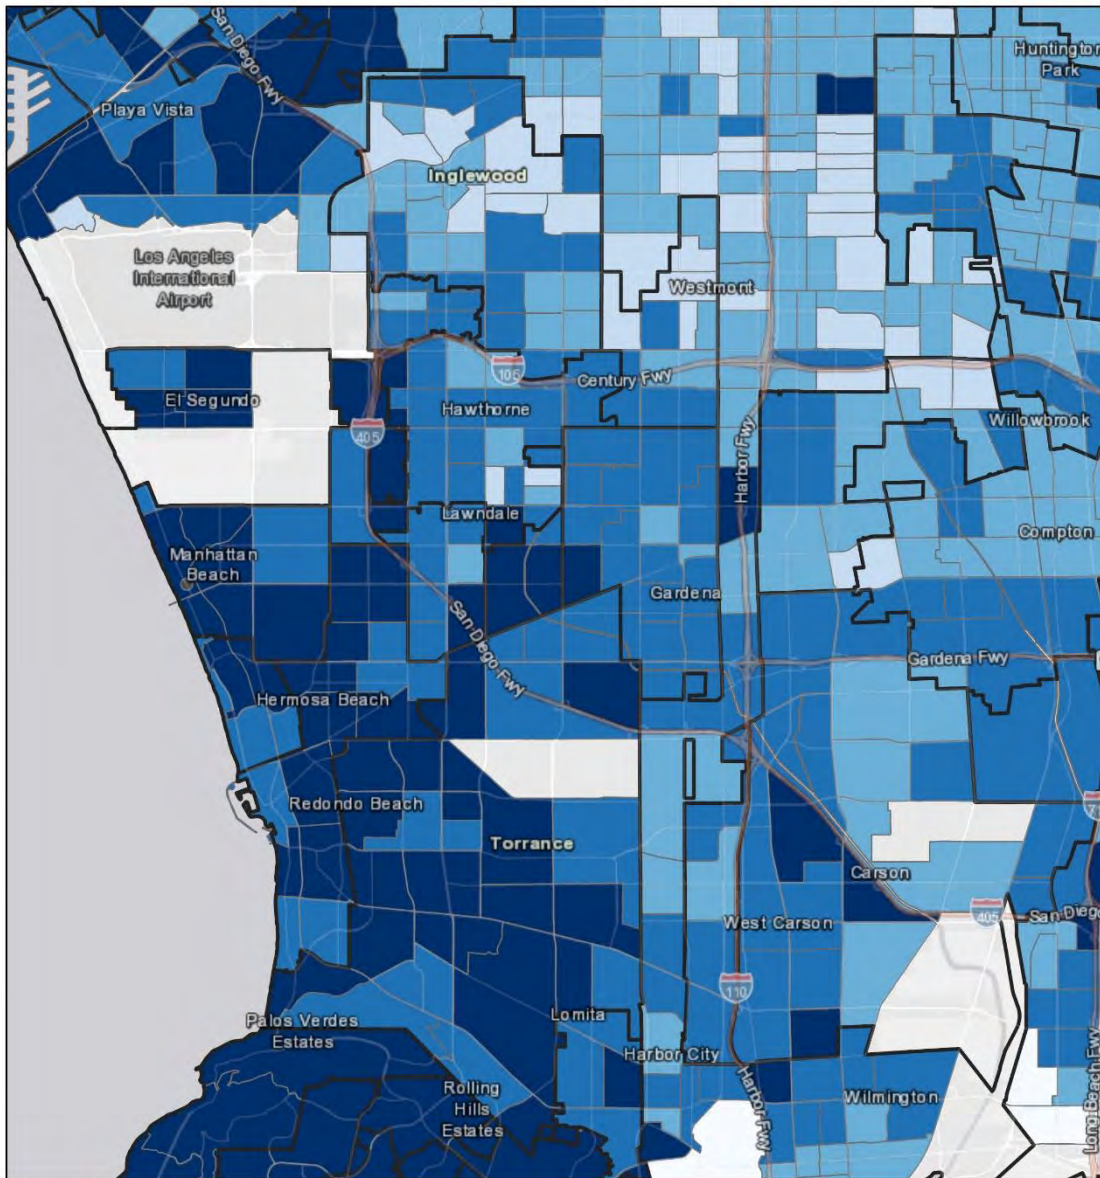 San Diego Fwy
Huntington
Park
Playa Vista
Inglewood
Los Angeles
International
Airport
Westmont
105
Century Fwy
El Segundo
Hawthorne
405
Willowbrook
Harbor Fwy
Lawndale
Compton
Manhattan
Beach
Gardena
San Diego Fwy
Gardena Fwy
Hermosa Beach
Redondo Beach
7
Torrance
Carson
West Carson
405
San Diego
110
Lomita
Palos Verdes
Estates
Harbor City
Harbor Fwy
Long Beach Fwy
Rolling
Hills
Estates
Wilmington